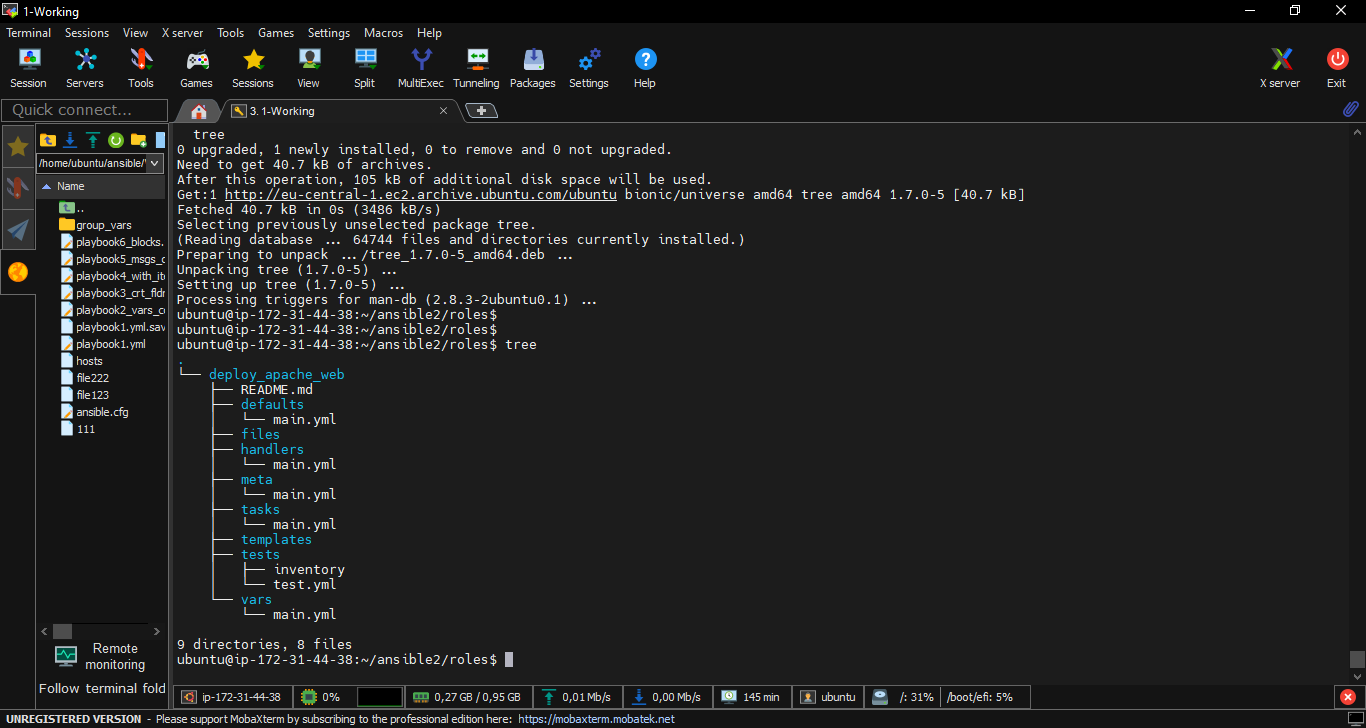 1-Working
Terminal Sessions View X server Tools Games Settings Macros Help
Session Servers Tools Games Sessions View Split MultiExec Tunneling Packages Settings Help X server Exit
Quick connect...
3. 1-Working
/home/ubuntu/ansible/
Name
..
group_vars
playbook6_blocks.
playbook5_msgs_c
playbook4_with_it
playbook3_crt_fldr
playbook2_vars_c
playbook1.yml.sav
playbook1.yml
hosts
file222
file123
ansible.cfg
111
Remote
monitoring
Follow terminal fold
tree
0 upgraded, 1 newly installed, 0 to remove and 0 not upgraded.
Need to get 40.7 kB of archives.
After this operation, 105 kB of additional disk space will be used.
Get:1 http://eu-central-1.ec2.archive.ubuntu.com/ubuntu bionic/universe amd64 tree amd64 1.7.0-5 [40.7 kB]
Fetched 40.7 kB in 0s (3486 kB/s)
Selecting previously unselected package tree.
(Reading database ... 64744 files and directories currently installed.)
Preparing to unpack .../tree_1.7.0-5_amd64.deb ...
Unpacking tree (1.7.0-5) ...
Setting up tree (1.7.0-5) ...
Processing triggers for man-db (2.8.3-2ubuntu0.1) ...
ubuntu@ip-172-31-44-38:~/ansible2/roles$
ubuntu@ip-172-31-44-38:~/ansible2/roles$
ubuntu@ip-172-31-44-38:~/ansible2/roles$ tree
.
└── deploy_apache_web
    ├── README.md
    ├── defaults
    │   └── main.yml
    ├── files
    ├── handlers
    │   └── main.yml
    ├── meta
    │   └── main.yml
    ├── tasks
    │   └── main.yml
    ├── templates
    ├── tests
    │   ├── inventory
    │   └── test.yml
    └── vars
        └── main.yml
9 directories, 8 files
ubuntu@ip-172-31-44-38:~/ansible2/roles$
ip-172-31-44-38 0% 0,27 GB / 0,95 GB 0,01 Mb/s 0,00 Mb/s 145 min ubuntu /: 31% /boot/efi: 5%
UNREGISTERED VERSION - Please support MobaXterm by subscribing to the professional edition here: https://mobaxterm.mobatek.net